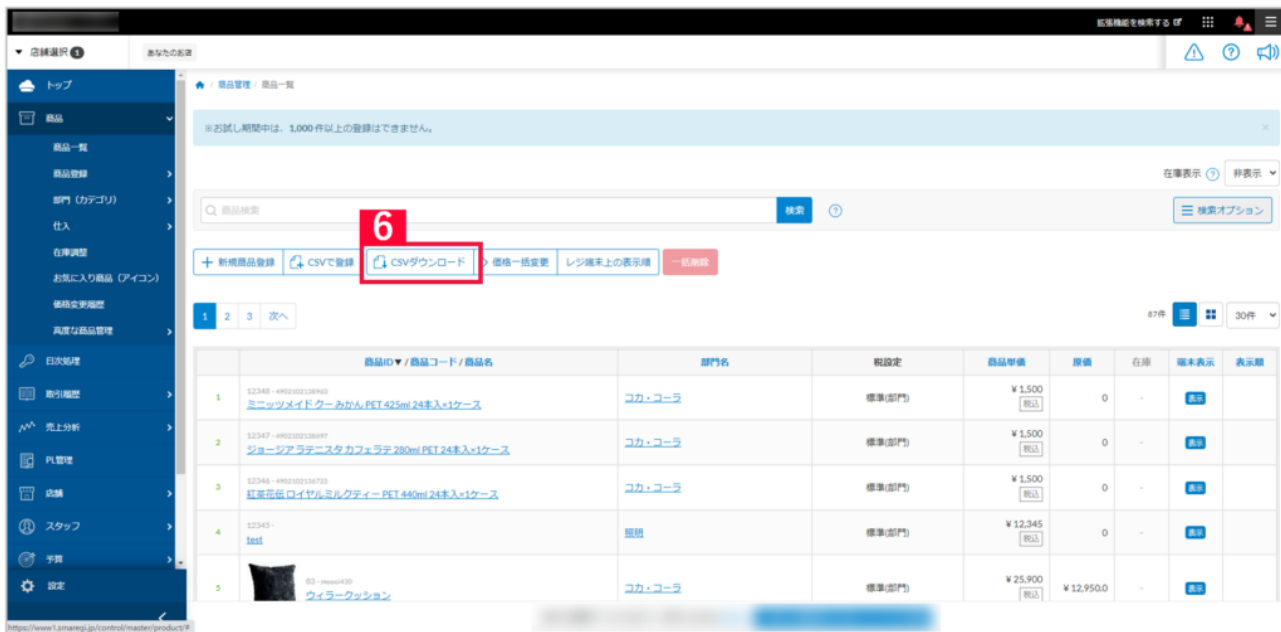 拡張機能を検索する
▼ 店舗選択 1 あなたのお店
トップ
商品
商品一覧
商品登録
部門（カテゴリ）
仕入
在庫調整
お気に入り商品（アイコン）
価格変更履歴
高度な商品管理
日次処理
取引履歴
売上分析
PL管理
店舗
スタッフ
予算
設定
/ 商品管理 / 商品一覧
※お試し期間中は、1,000 件以上の登録はできません。
×
在庫表示 ? 非表示
商品検索 検索 ?
検索オプション
6
新規商品登録 CSVで登録 CSVダウンロード 価格一括変更 レジ端末上の表示順 一括削除
1 2 3 次へ
87件 30件
商品ID▼ / 商品コード / 商品名 部門名 税設定 商品単価 原価 在庫 端末表示 表示順
12348 - 4902102138963
1 ミニッツメイド クー みかん PET 425ml 24本入×1ケース コカ・コーラ 標準(部門) ¥ 1,500 税込 0 - 表示
12347 - 4902102138697
2 ジョージア ラテニスタ カフェラテ 280ml PET 24本入×1ケース コカ・コーラ 標準(部門) ¥ 1,500 税込 0 - 表示
12346 - 4902102136723
3 紅茶花伝 ロイヤルミルクティー PET 440ml 24本入×1ケース コカ・コーラ 標準(部門) ¥ 1,500 税込 0 - 表示
12345 -
4 test 照明 標準(部門) ¥ 12,345 税込 0 - 表示
5 ウィラークッション コカ・コーラ 標準(部門) ¥ 25,900 税込 ¥ 12,950.0 - 表示
https://www1.smaregi.jp/control/master/product/#